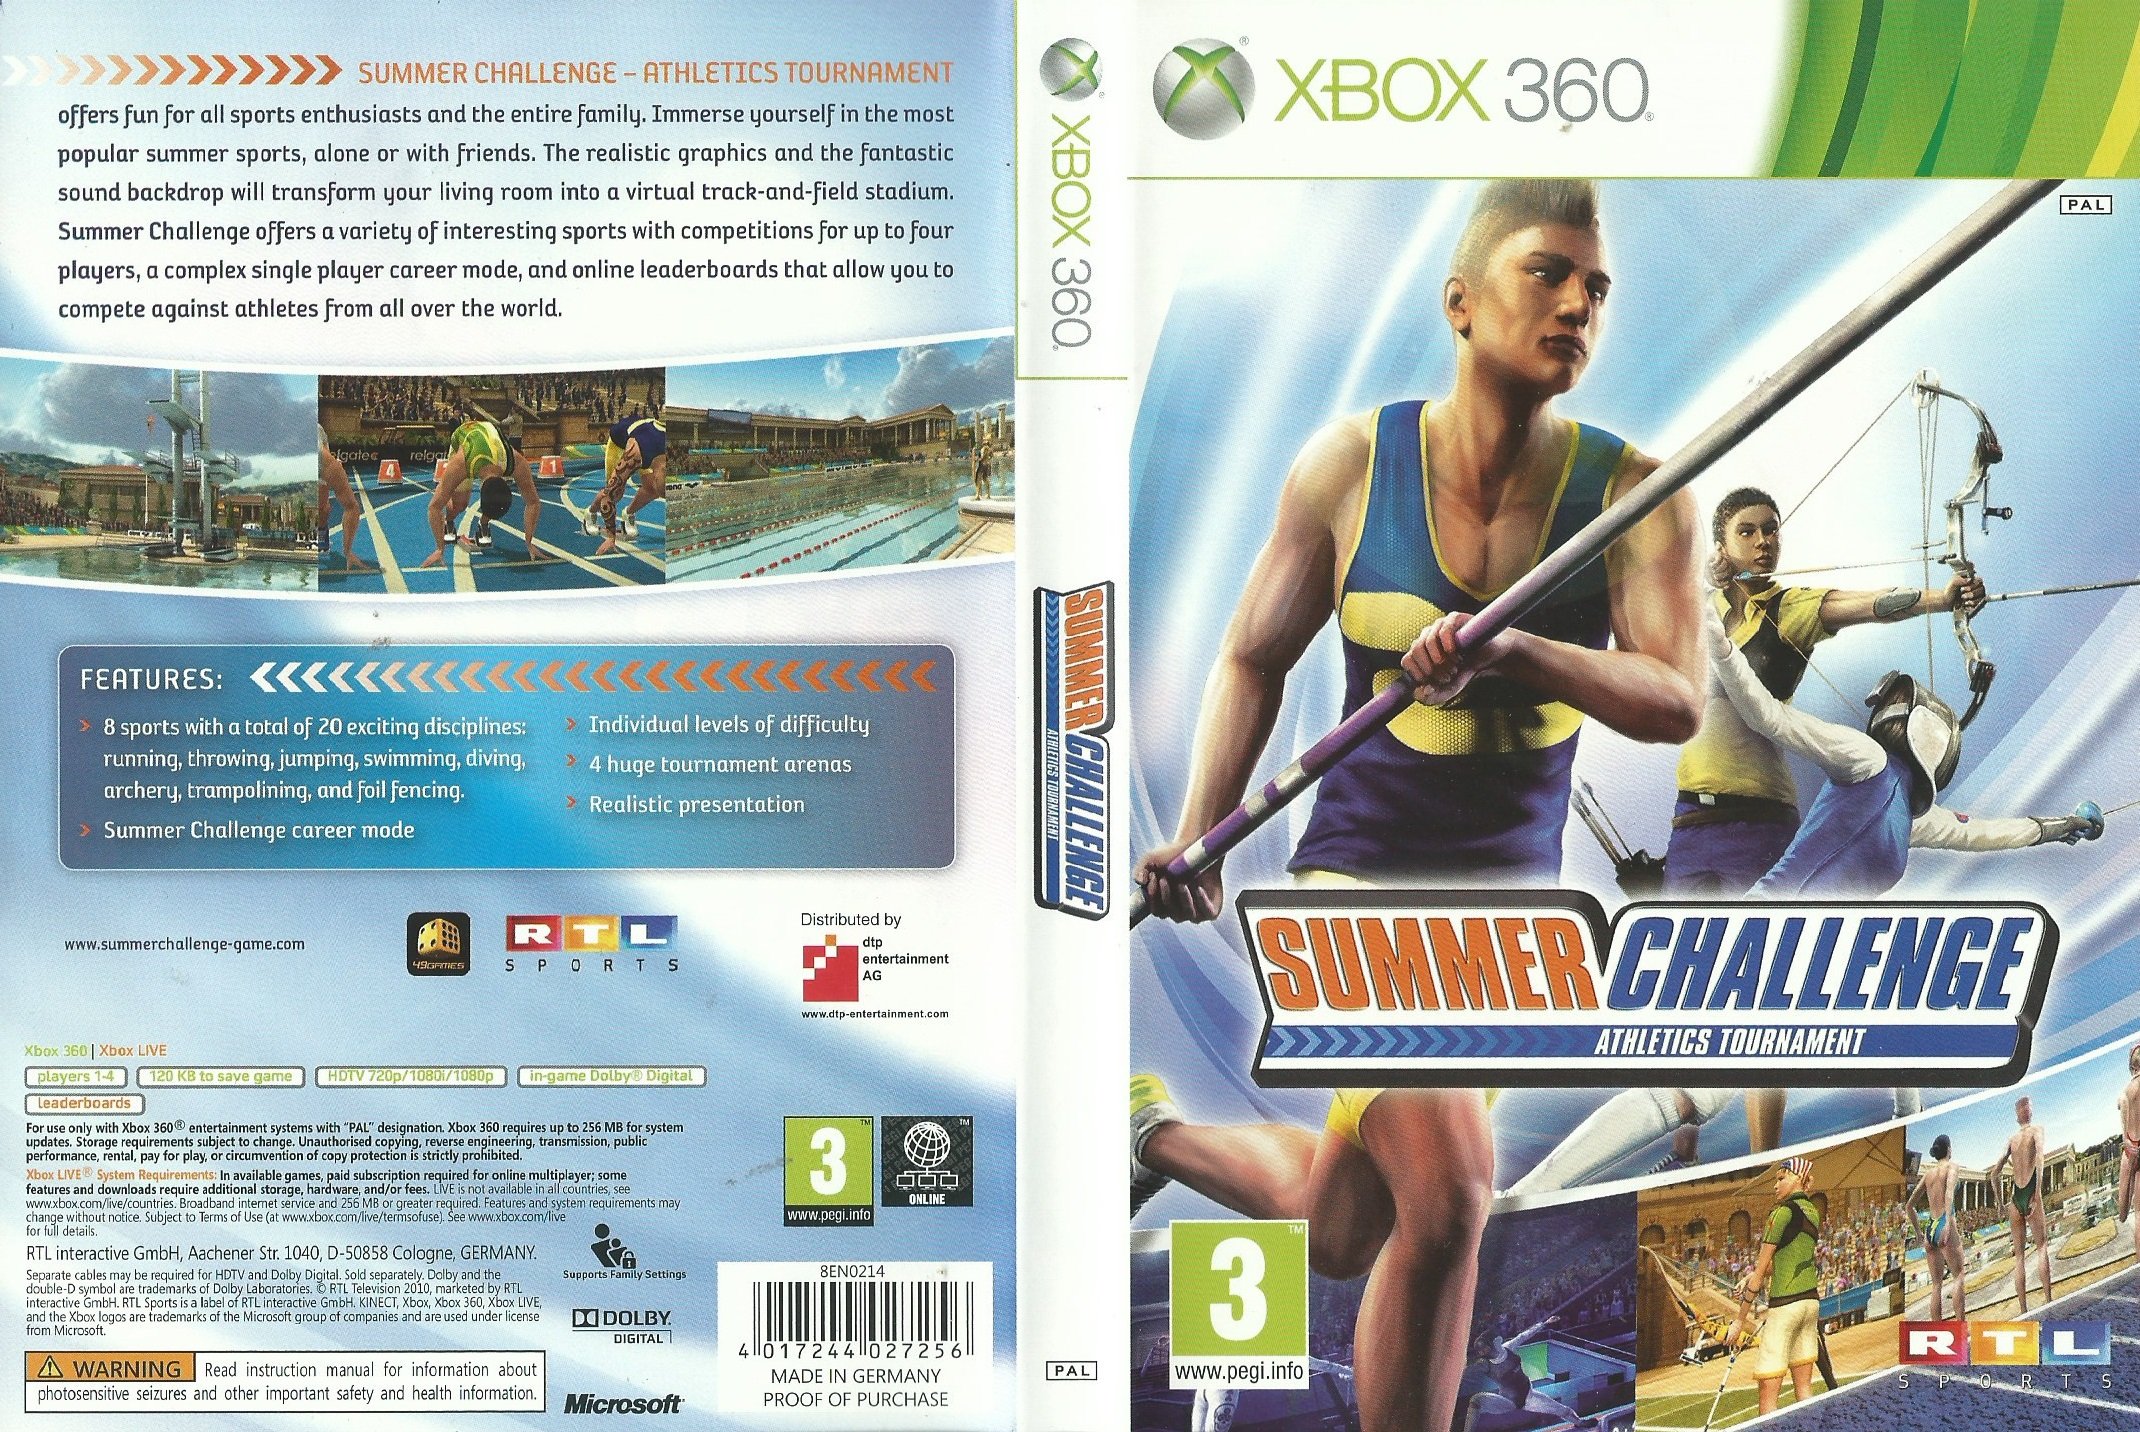 SUMMER CHALLENGE – ATHLETICS TOURNAMENT
offers fun for all sports enthusiasts and the entire family. Immerse yourself in the most
popular summer sports, alone or with friends. The realistic graphics and the fantastic
sound backdrop will transform your living room into a virtual track-and-field stadium.
Summer Challenge offers a variety of interesting sports with competitions for up to four
players, a complex single player career mode, and online leaderboards that allow you to
compete against athletes from all over the world.
elgate
relga
4
1
FEATURES:
8 sports with a total of 20 exciting disciplines:
running, throwing, jumping, swimming, diving,
archery, trampolining, and foil fencing.
Summer Challenge career mode
Individual levels of difficulty
4 huge tournament arenas
Realistic presentation
www.summerchallenge-game.com
49GAMES
RTL
SPORTS
Distributed by
dtp
entertainment
AG
www.dtp-entertainment.com
Xbox 360 | Xbox LIVE
players 1-4
120 KB to save game
HDTV 720p/1080i/1080p
in-game Dolby® Digital
leaderboards
For use only with Xbox 360® entertainment systems with "PAL" designation. Xbox 360 requires up to 256 MB for system
updates. Storage requirements subject to change. Unauthorised copying, reverse engineering, transmission, public
performance, rental, pay for play, or circumvention of copy protection is strictly prohibited.
Xbox LIVE® System Requirements: In available games, paid subscription required for online multiplayer; some
features and downloads require additional storage, hardware, and/or fees. LIVE is not available in all countries, see
www.xbox.com/live/countries. Broadband internet service and 256 MB or greater required. Features and system requirements may
change without notice. Subject to Terms of Use (at www.xbox.com/live/termsofuse). See www.xbox.com/live
for full details.
RTL interactive GmbH, Aachener Str. 1040, D-50858 Cologne, GERMANY.
Separate cables may be required for HDTV and Dolby Digital. Sold separately. Dolby and the
double-D symbol are trademarks of Dolby Laboratories. © RTL Television 2010, marketed by RTL
interactive GmbH. RTL Sports is a label of RTL interactive GmbH. KINECT, Xbox, Xbox 360, Xbox LIVE,
and the Xbox logos are trademarks of the Microsoft group of companies and are used under license
from Microsoft.
WARNING Read instruction manual for information about
photosensitive seizures and other important safety and health information.
Supports Family Settings
DOLBY
DIGITAL
Microsoft®
3™
www.pegi.info
™
ONLINE
8EN0214
4 017244 027256
MADE IN GERMANY
PROOF OF PURCHASE
XBOX 360®
SUMMER CHALLENGE
ATHLETICS TOURNAMENT
PAL
XBOX 360®
PAL
SUMMER CHALLENGE
ATHLETICS TOURNAMENT
3™
www.pegi.info
RTL
SPORTS